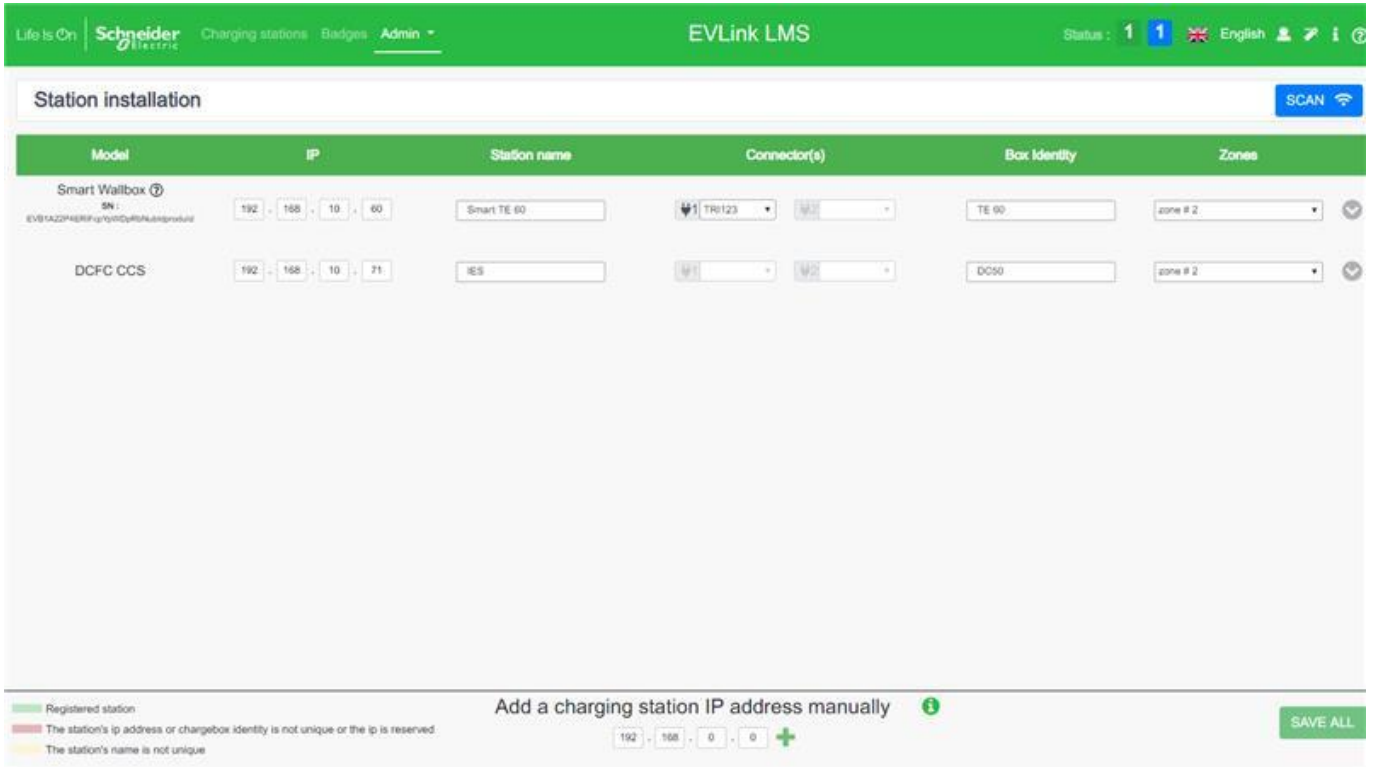 Life Is On Schneider Electric Charging stations Badges Admin EVLink LMS Status : 1 1 English
Station installation
SCAN
Model IP Station name Connector(s) Box Identity Zones
Smart Wallbox
192 . 168 . 10 . 60 Smart TE 60 1 TRI123 2 TE 60 zone # 2
SN :
DCFC CCS 192 . 168 . 10 . 71 IES 1 2 DC50 zone # 2
Registered station
The station's ip address or chargebox identity is not unique or the ip is reserved
The station's name is not unique
Add a charging station IP address manually
192 . 168 . 0 . 0
SAVE ALL